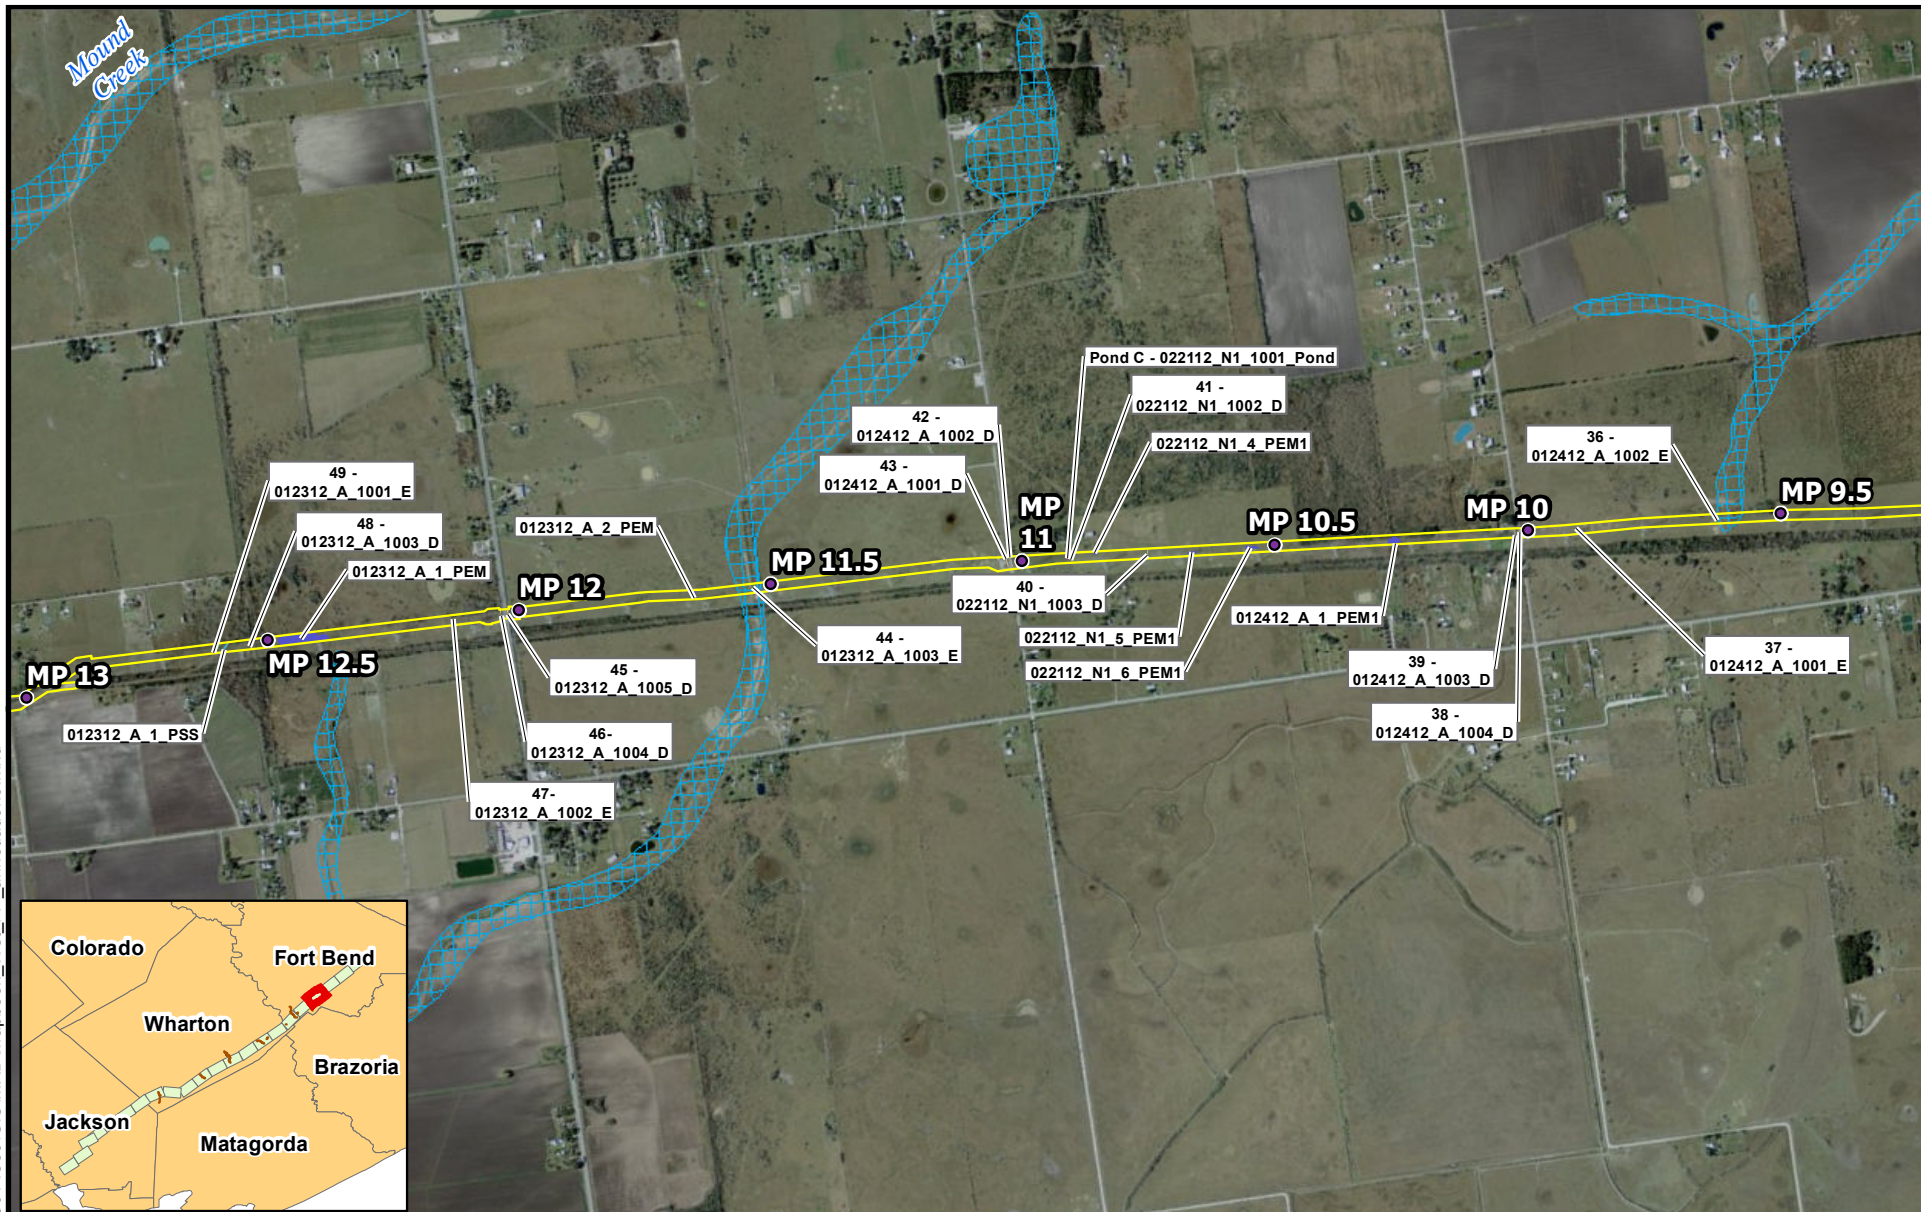 Mound
Creek
Pond C - 022112_N1_1001_Pond
41 -
022112_N1_1002_D
42 -
012412_A_1002_D
022112_N1_4_PEM1
36 -
012412_A_1002_E
43 -
012412_A_1001_D
49 -
012312_A_1001_E
MP 9.5
MP
11
MP 10
48 -
012312_A_1003_D
012312_A_2_PEM
MP 10.5
012312_A_1_PEM
MP 11.5
MP 12
40 -
022112_N1_1003_D
012412_A_1_PEM1
022112_N1_5_PEM1
44 -
012312_A_1003_E
37 -
012412_A_1001_E
MP 12.5
39 -
012412_A_1003_D
022112_N1_6_PEM1
MP 13
45 -
012312_A_1005_D
38 -
012412_A_1004_D
012312_A_1_PSS
46-
012312_A_1004_D
47-
012312_A_1002_E
Colorado
Fort Bend
Wharton
Brazoria
Jackson
Matagorda